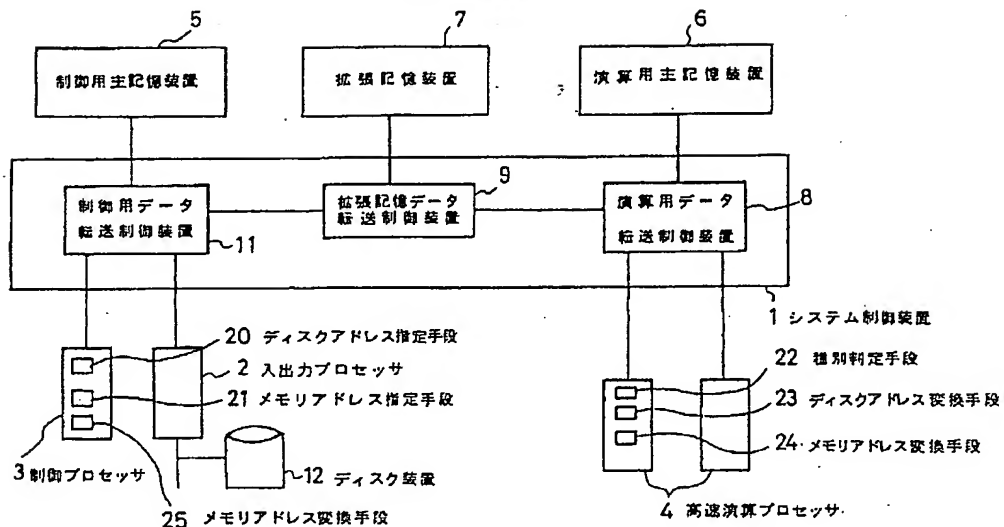 5
7
6
制御用主記憶装置
拡張記憶装置
演算用主記憶装置
9
制御用データ
転送制御装置
11
拡張記憶データ
転送制御装置
演算用データ
転送制御装置
8
1 システム制御装置
20 ディスクアドレス指定手段
2 入出力プロセッサ
21 メモリアドレス指定手段
3 制御プロセッサ
12 ディスク装置
25 メモリアドレス変換手段
22 種別判定手段
23 ディスクアドレス変換手段
24 メモリアドレス変換手段
4 高速演算プロセッサ